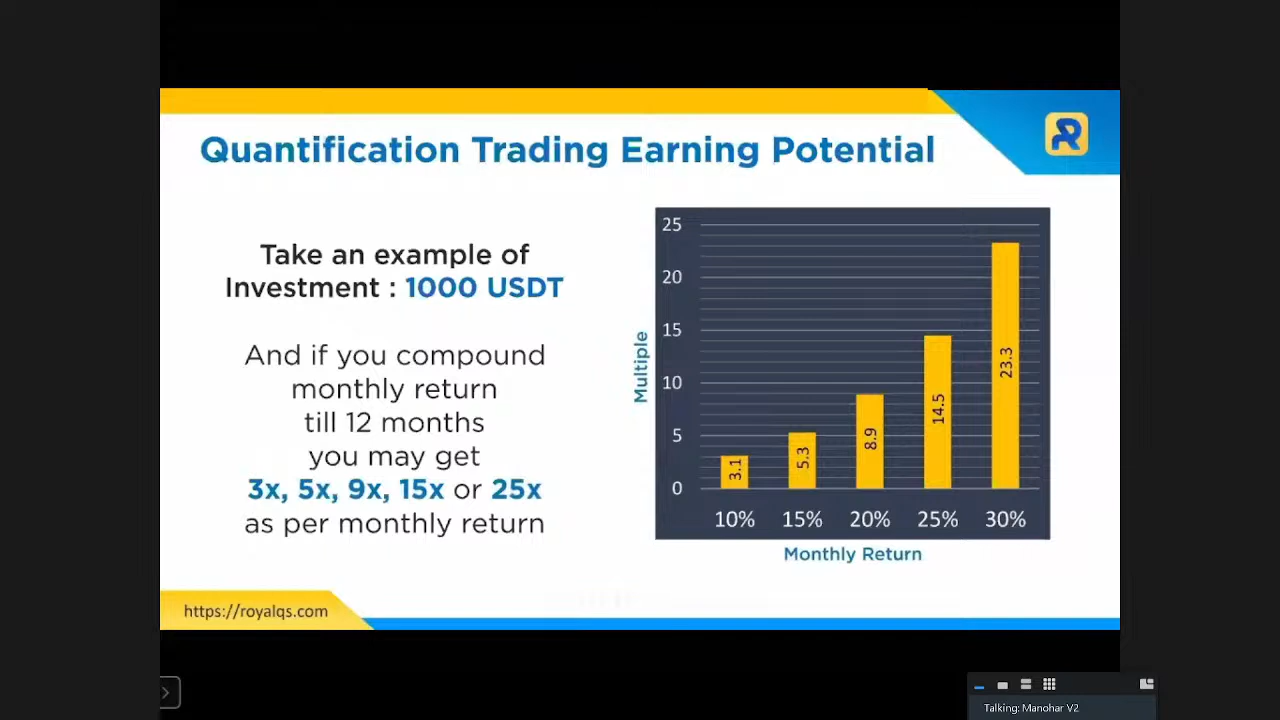 Quantification Trading Earning Potential
Take an example of
Investment : 1000 USDT
And if you compound
monthly return
till 12 months
you may get
3x, 5x, 9x, 15x or 25x
as per monthly return
Multiple
25
20
15
10
5
0
3.1
5.3
8.9
14.5
23.3
10% 15% 20% 25% 30%
Monthly Return
https://royalqs.com
Talking: Manohar V2